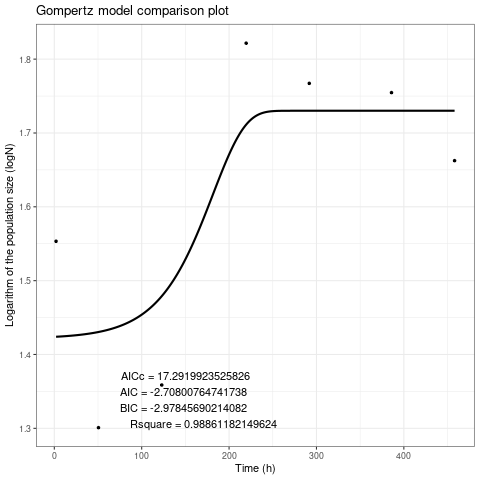 Gompertz model comparison plot
Logarithm of the population size (logN)
1.8
1.7
1.6
1.5
1.4
1.3
AICc = 17.2919923525826
AIC = -2.70800764741738
BIC = -2.97845690214082
Rsquare = 0.98861182149624
0
100
200
300
400
Time (h)